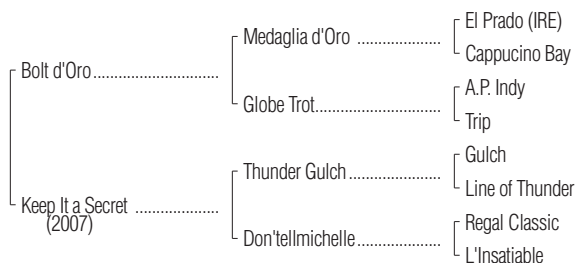 El Prado (IRE)
Medaglia d'Oro
Cappucino Bay
Bolt d'Oro
A.P. Indy
Globe Trot
Trip
Gulch
Thunder Gulch
Line of Thunder
Keep It a Secret
(2007)
Regal Classic
Don'tellmichelle
L'Insatiable